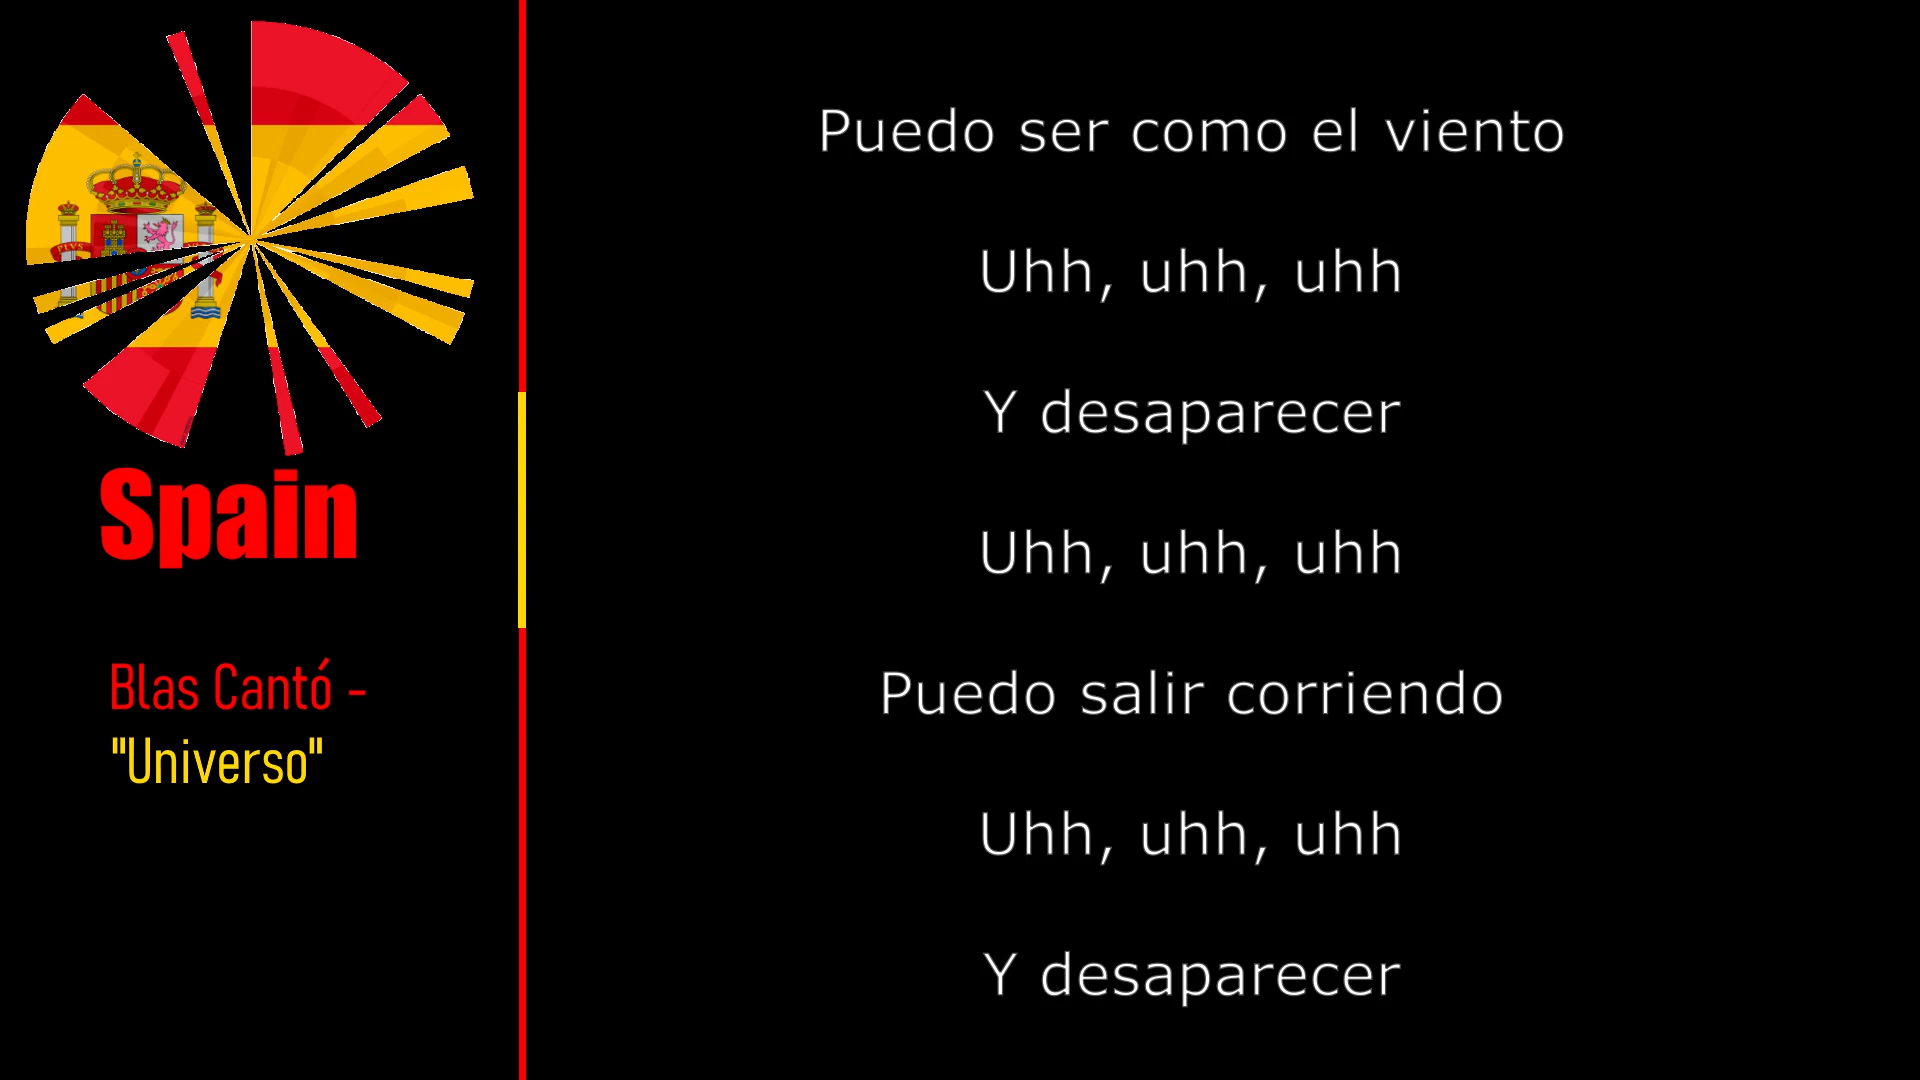 Spain
Blas Cantó -
"Universo"
Puedo ser como el viento
Uhh, uhh, uhh
Y desaparecer
Uhh, uhh, uhh
Puedo salir corriendo
Uhh, uhh, uhh
Y desaparecer